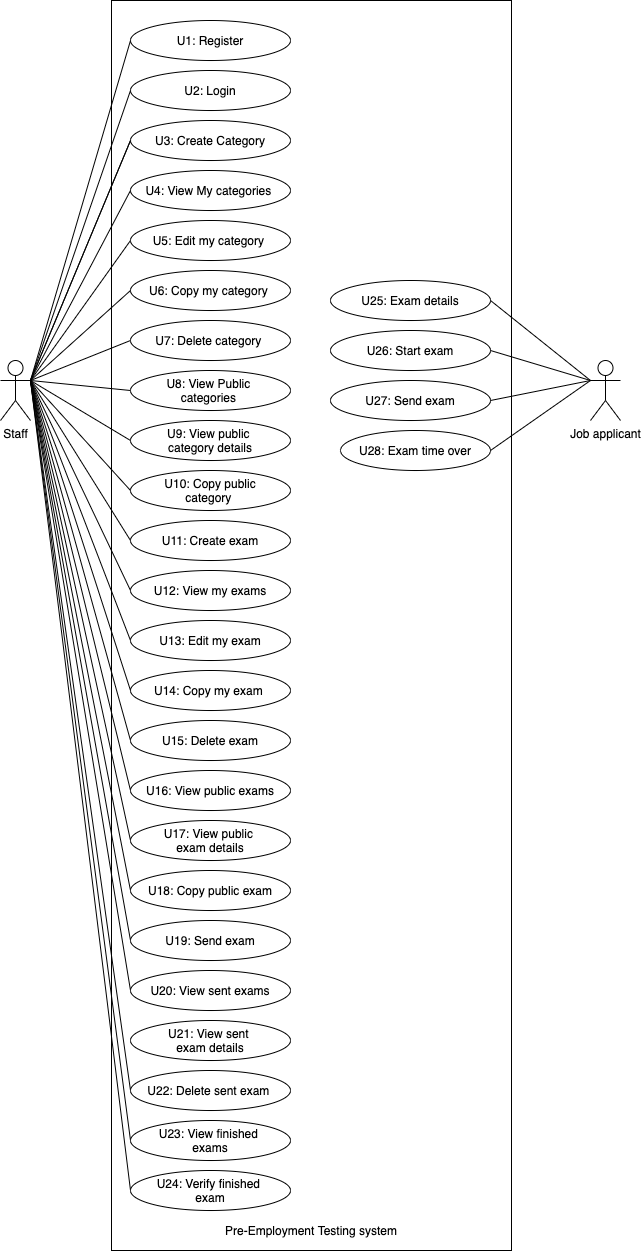 U1: Register
U2: Login
U3: Create Category
U4: View My categories
U5: Edit my category
U6: Copy my category
U7: Delete category
U8: View Public
categories
U9: View public
category details
U10: Copy public
category
U11: Create exam
U12: View my exams
U13: Edit my exam
U14: Copy my exam
U15: Delete exam
U16: View public exams
U17: View public
exam details
U18: Copy public exam
U19: Send exam
U20: View sent exams
U21: View sent
exam details
U22: Delete sent exam
U23: View finished
exams
U24: Verify finished
exam
U25: Exam details
U26: Start exam
U27: Send exam
U28: Exam time over
Staff
Job applicant
Pre-Employment Testing system